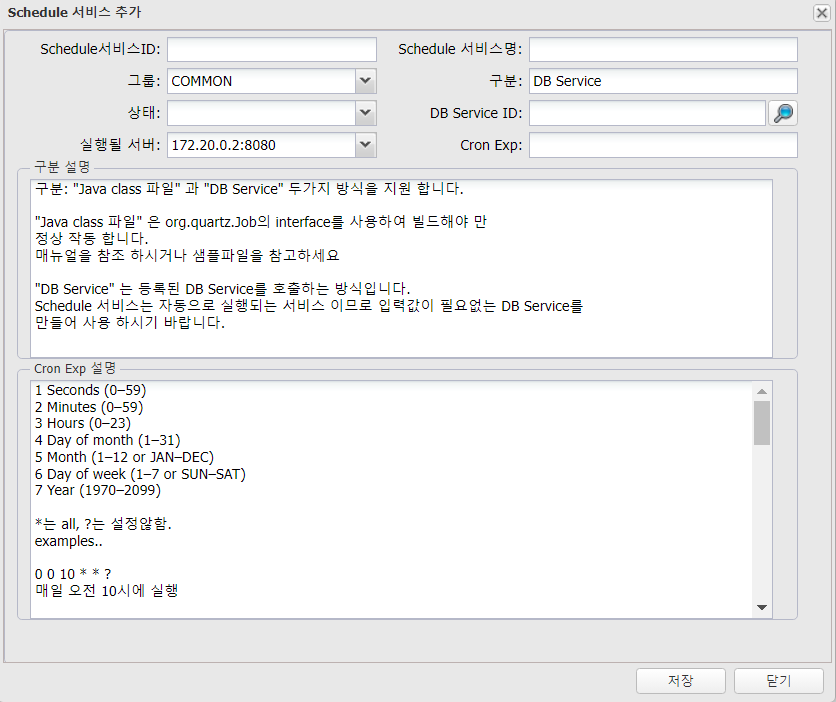 Schedule 서비스 추가
Schedule서비스ID:
Schedule 서비스명:
그룹: COMMON
구분: DB Service
상태:
DB Service ID:
실행될 서버: 172.20.0.2:8080
Cron Exp:
구분 설명
구분: "Java class 파일" 과 "DB Service" 두가지 방식을 지원 합니다.
"Java class 파일" 은 org.quartz.Job의 interface를 사용하여 빌드해야 만
정상 작동 합니다.
매뉴얼을 참조 하시거나 샘플파일을 참고하세요
"DB Service" 는 등록된 DB Service를 호출하는 방식입니다.
Schedule 서비스는 자동으로 실행되는 서비스 이므로 입력값이 필요없는 DB Service를
만들어 사용 하시기 바랍니다.
Cron Exp 설명
1 Seconds (0–59)
2 Minutes (0–59)
3 Hours (0–23)
4 Day of month (1–31)
5 Month (1–12 or JAN–DEC)
6 Day of week (1–7 or SUN–SAT)
7 Year (1970–2099)
*는 all, ?는 설정않함.
examples..
0 0 10 * * ?
매일 오전 10시에 실행
저장
닫기